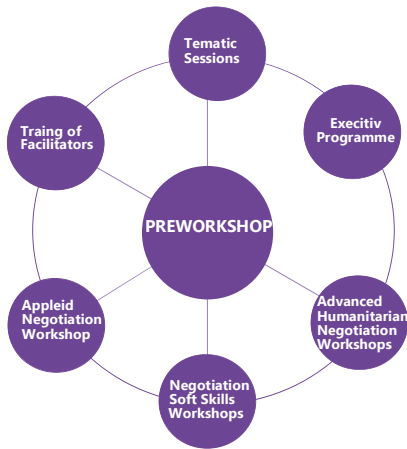 Tematic
Sessions
Execitiv
Programme
Traing of
Facilitators
PREWORKSHOP
Appleid
Negotiation
Workshop
Advanced
Humanitarian
Negotiation
Workshops
Negotiation
Soft Skills
Workshops